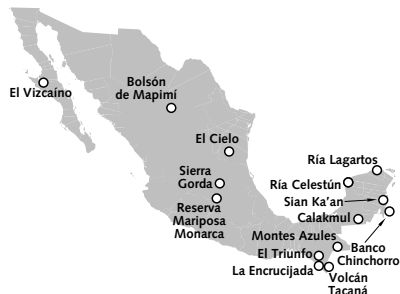 El Vizcaíno
Bolsón
de Mapimí
El Cielo
Sierra
Gorda
Reserva
Mariposa
Monarca
Ría Lagartos
Ría Celestún
Sian Ka'an
Calakmul
Banco
Chinchorro
Montes Azules
El Triunfo
La Encrucijada
Volcán
Tacaná